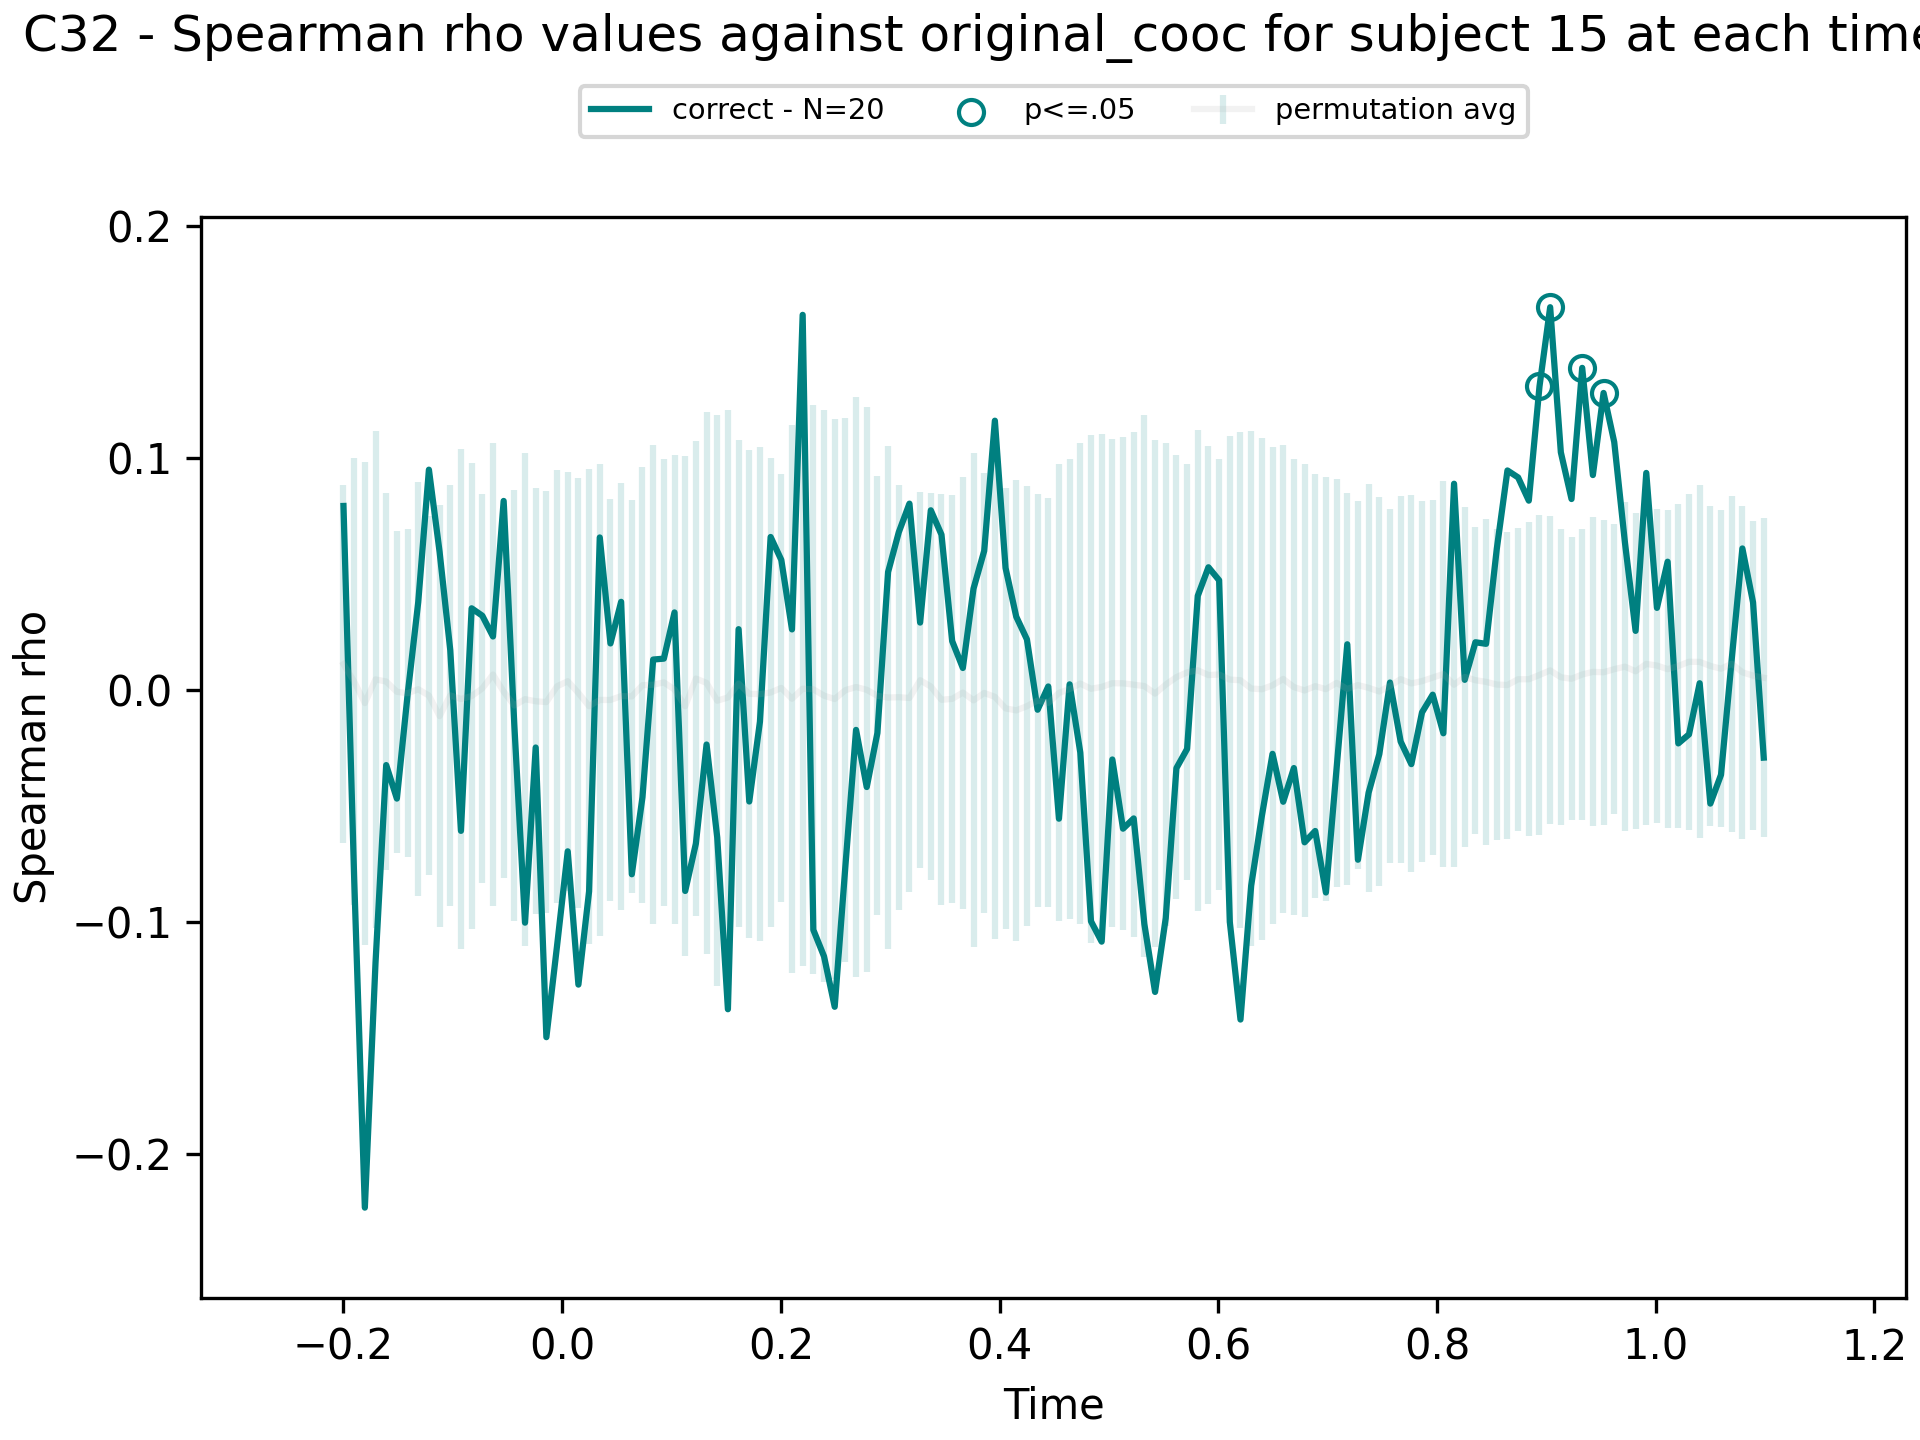 C32 - Spearman rho values against original_cooc for subject 15 at each time
correct - N=20 p<=.05 permutation avg
0.2
0.1
0.0
−0.1
−0.2
Spearman rho
−0.2 0.0 0.2 0.4 0.6 0.8 1.0 1.2
Time